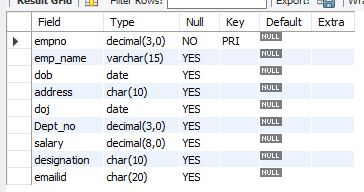 Result Grid Filter Rows: Export: Wra
Field Type Null Key Default Extra
empno decimal(3,0) NO PRI NULL
emp_name varchar(15) YES NULL
dob date YES NULL
address char(10) YES NULL
doj date YES NULL
Dept_no decimal(3,0) YES NULL
salary decimal(8,0) YES NULL
designation char(10) YES NULL
emailid char(20) YES NULL